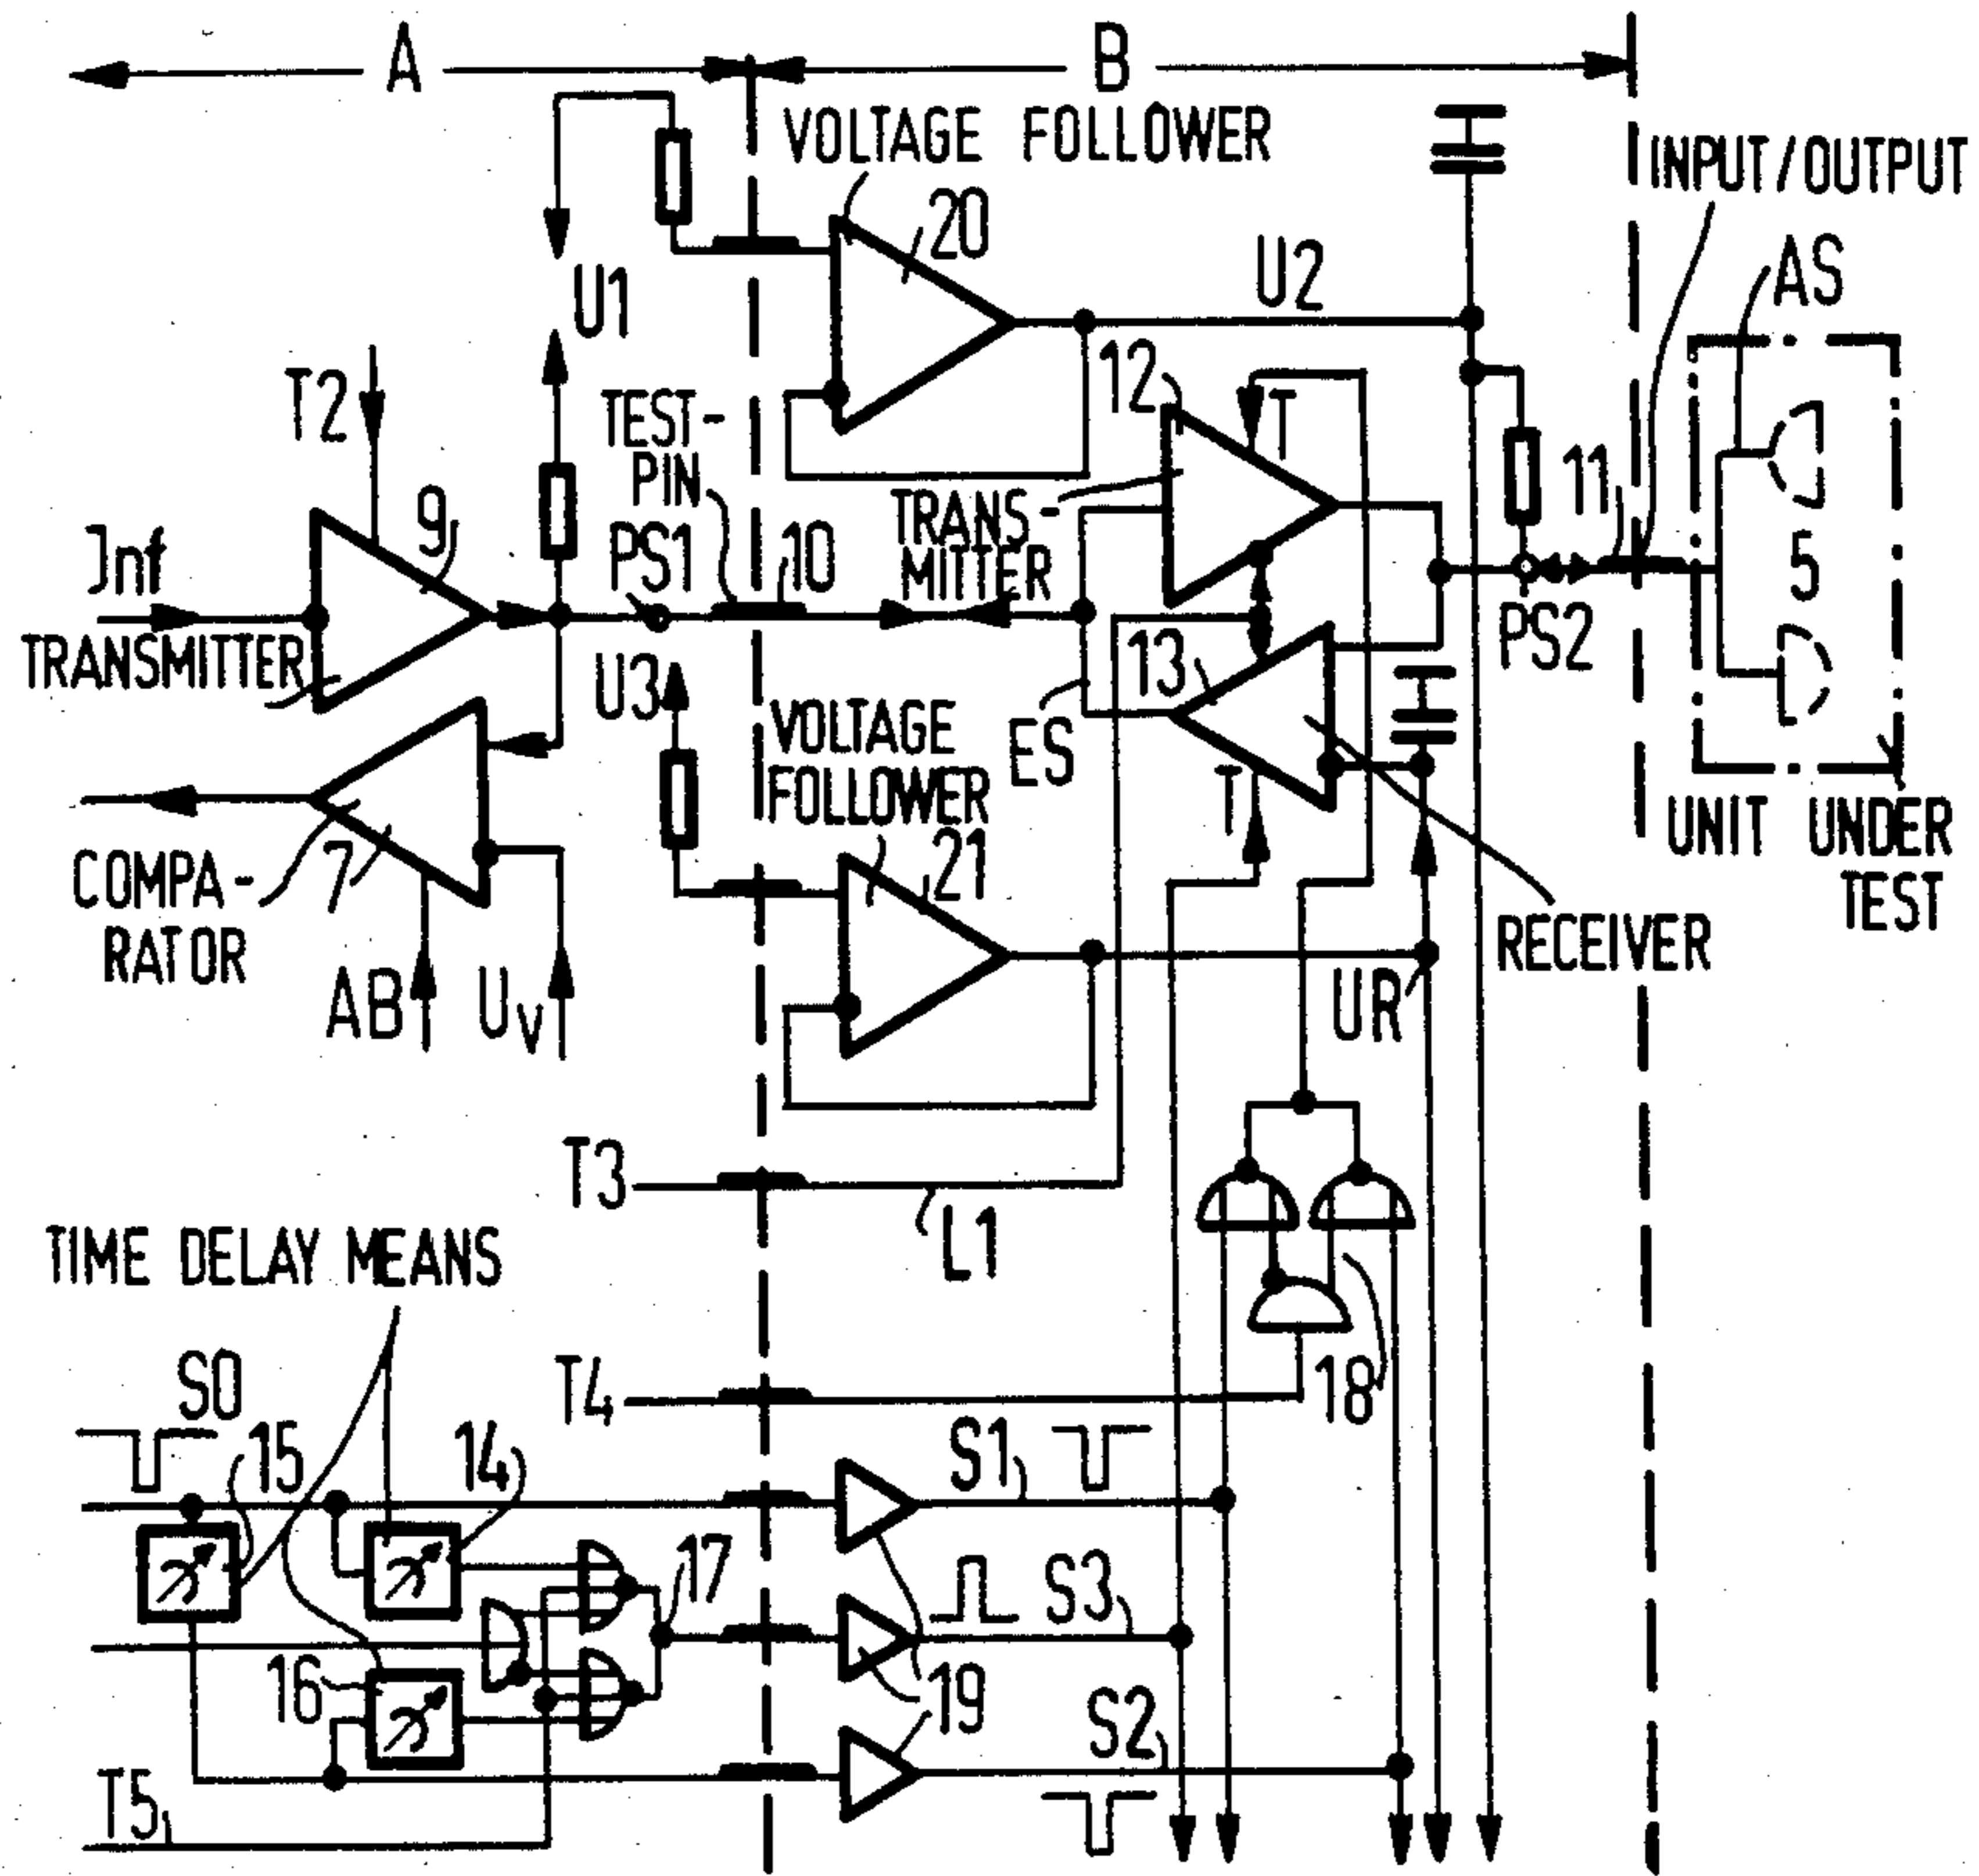 A
B
VOLTAGE FOLLOWER
INPUT/OUTPUT
20
U1
U2
AS
T2
12
T
TEST-
PIN
11
9
Jnf
PS1
10
TRANS-
MITTER
5
TRANSMITTER
PS2
U3
13
VOLTAGE
FOLLOWER
ES
T
UNIT UNDER
TEST
COMPA-
RATOR
7
21
RECEIVER
AB
Uv
UR
T3
L1
TIME DELAY MEANS
S0
T4
18
15
14
S1
17
S3
16
19
S2
T5